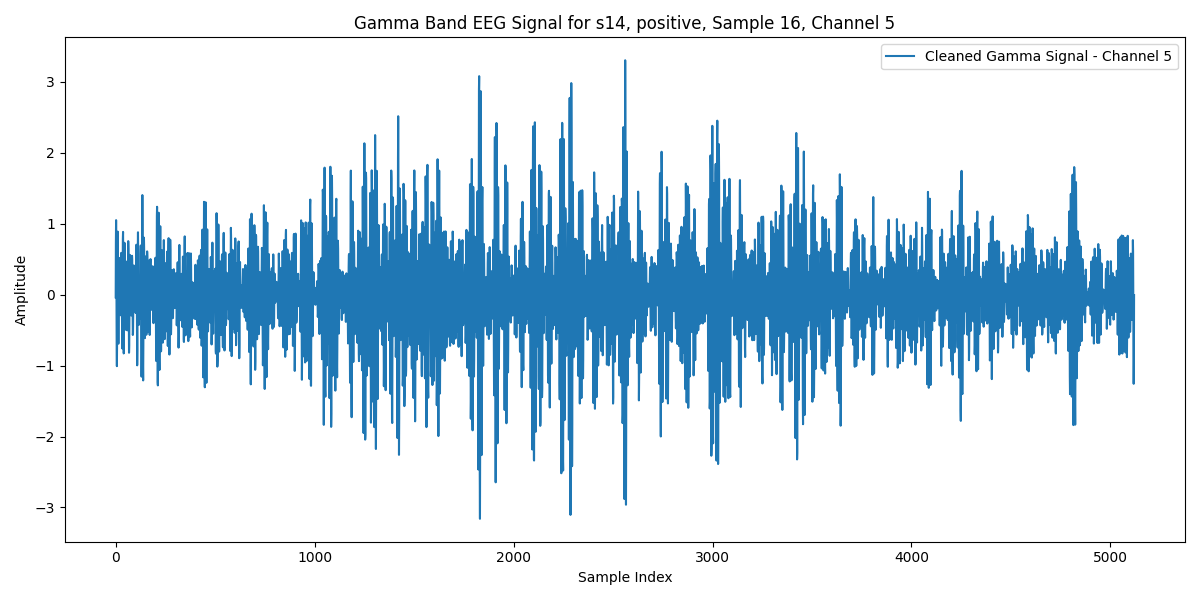 Gamma Band EEG Signal for s14, positive, Sample 16, Channel 5
Cleaned Gamma Signal - Channel 5
3
2
1
0
−1
−2
−3
Amplitude
0 1000 2000 3000 4000 5000
Sample Index